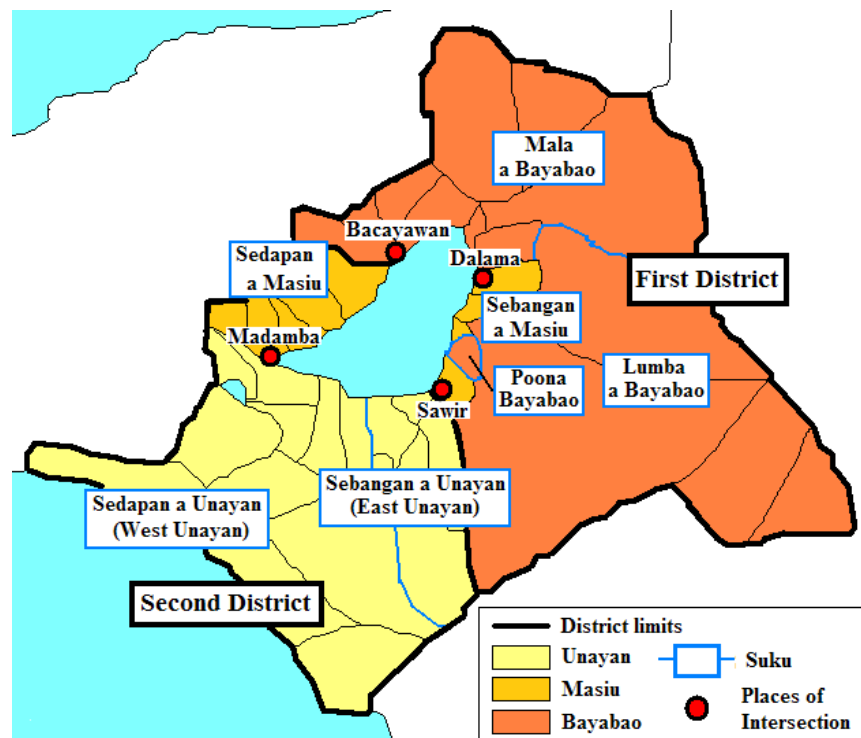 Mala
a Bayabao
Bacayawan
Sedapan
a Masiu
Dalama
First District
Sebangan
a Masiu
Madamba
Poona
Bayabao
Lumba
a Bayabao
Sawir
Sedapan a Unayan
(West Unayan)
Sebangan a Unayan
(East Unayan)
Second District
District limits
Unayan
Suku
Masiu
Places of
Intersection
Bayabao